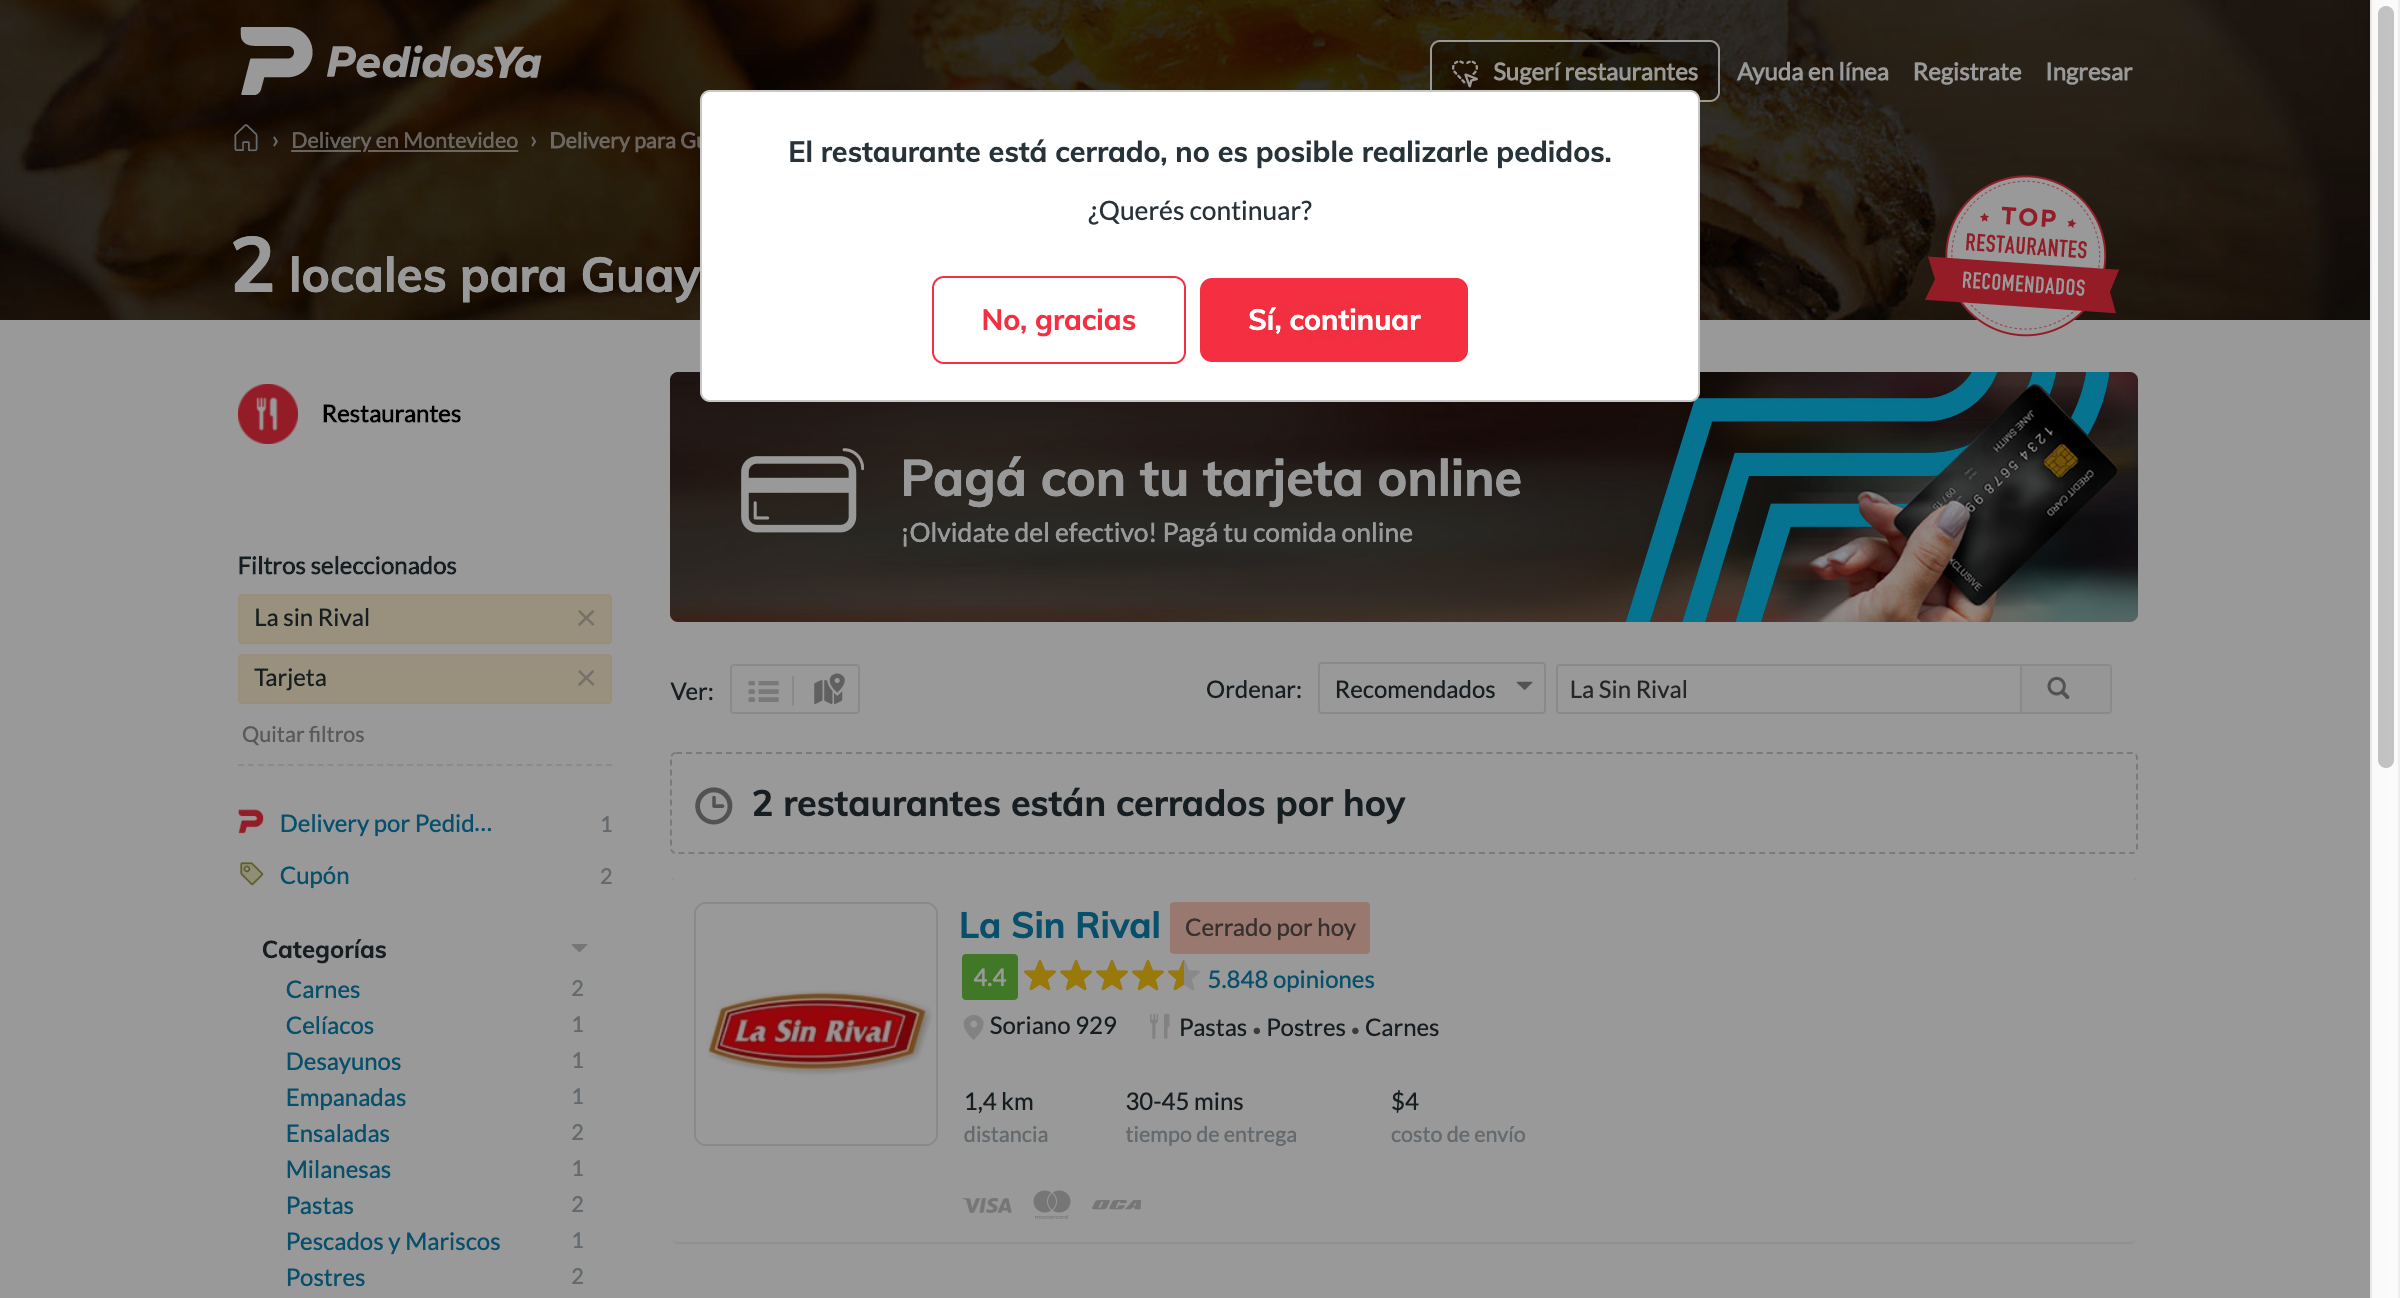 PedidosYa
Sugerí restaurantes
Ayuda en línea
Registrate
Ingresar
› Delivery en Montevideo › Delivery para Gu
El restaurante está cerrado, no es posible realizarle pedidos.
¿Querés continuar?
No, gracias
Sí, continuar
2 locales para Guay
TOP
RESTAURANTES
RECOMENDADOS
Restaurantes
Pagá con tu tarjeta online
¡Olvidate del efectivo! Pagá tu comida online
JANE SMITH
CREDIT CARD
Filtros seleccionados
La sin Rival
Tarjeta
Quitar filtros
Ver:
Ordenar:
Recomendados
La Sin Rival
2 restaurantes están cerrados por hoy
Delivery por Pedid... 1
Cupón 2
Categorías
Carnes 2
Celíacos 1
Desayunos 1
Empanadas 1
Ensaladas 2
Milanesas 1
Pastas 2
Pescados y Mariscos 1
Postres 2
La Sin Rival
La Sin Rival Cerrado por hoy
4.4 5.848 opiniones
Soriano 929 Pastas • Postres • Carnes
1,4 km 30-45 mins $4
distancia tiempo de entrega costo de envío
VISA OCA